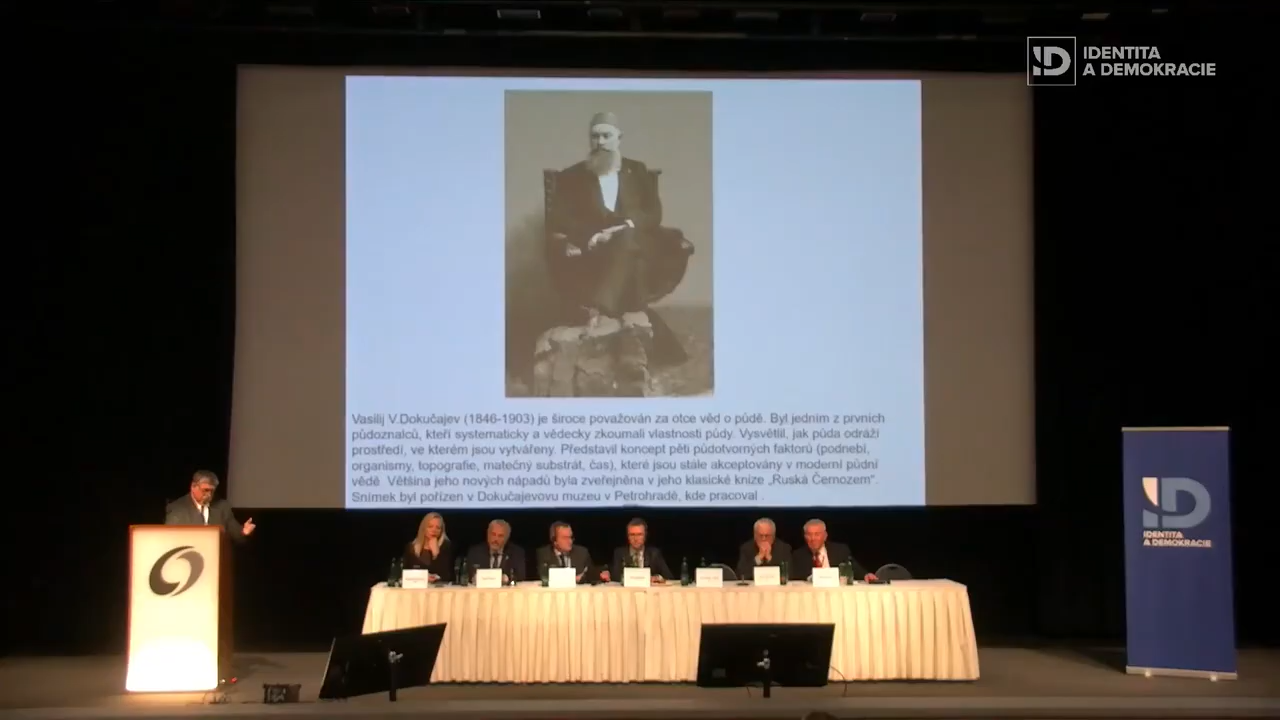 IDENTITA
A DEMOKRACIE
Vasilij V.Dokučajev (1846-1903) je široce považován za otce věd o půdě. Byl jedním z prvních
půdoznalců, kteří systematicky a vědecky zkoumali vlastnosti půdy. Vysvětlil, jak půda odráží
prostředí, ve kterém jsou vytvářeny. Představil koncept pěti půdotvorných faktorů (podnebí,
organismy, topografie, matečný substrát, čas), které jsou stále akceptovány v moderní půdní
vědě. Většina jeho nových nápadů byla zveřejněna v jeho klasické knize „Ruská Černozem".
Snímek byl pořízen v Dokučajevovu muzeu v Petrohradě, kde pracoval .
ID
IDENTITA
A DEMOKRACIE